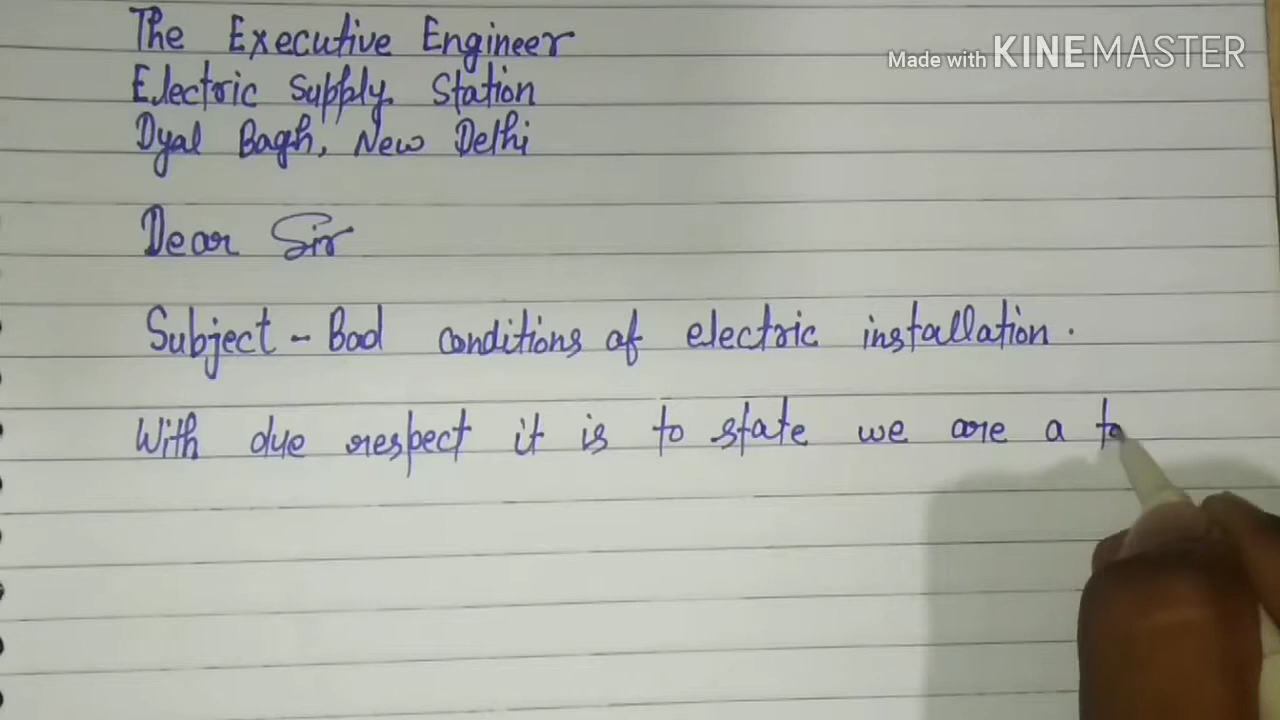 The Executive Engineer
Made with KINEMASTER
Electric Supply Station
Dyal Bagh, New Delhi
Dear Sir
Subject - Bad conditions of electric installation.
With due respect it is to state we are a to